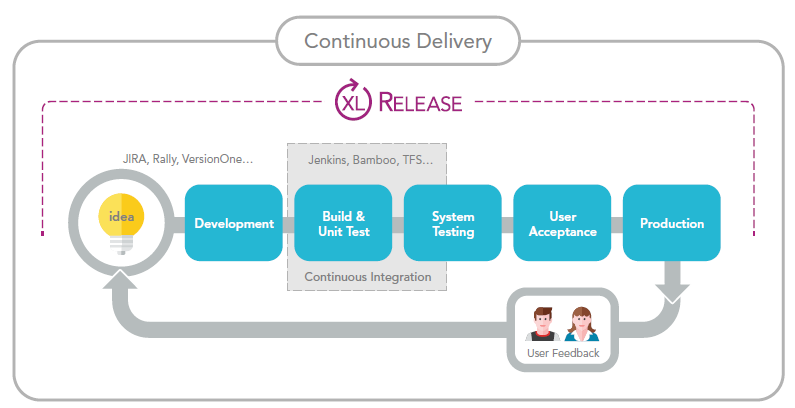 Continuous Delivery
XL RELEASE
JIRA, Rally, VersionOne...
Jenkins, Bamboo, TFS...
idea
Development
Build &
Unit Test
System
Testing
User
Acceptance
Production
Continuous Integration
User Feedback